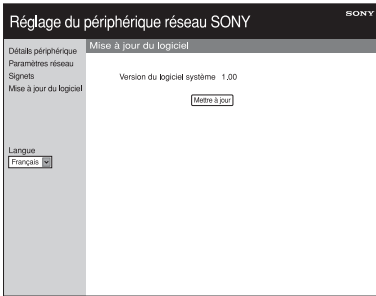 Réglage du périphérique réseau SONY
SONY
Détails périphérique
Paramètres réseau
Signets
Mise à jour du logiciel
Langue
Français
Mise à jour du logiciel
Version du logiciel système 1.00
Mettre à jour